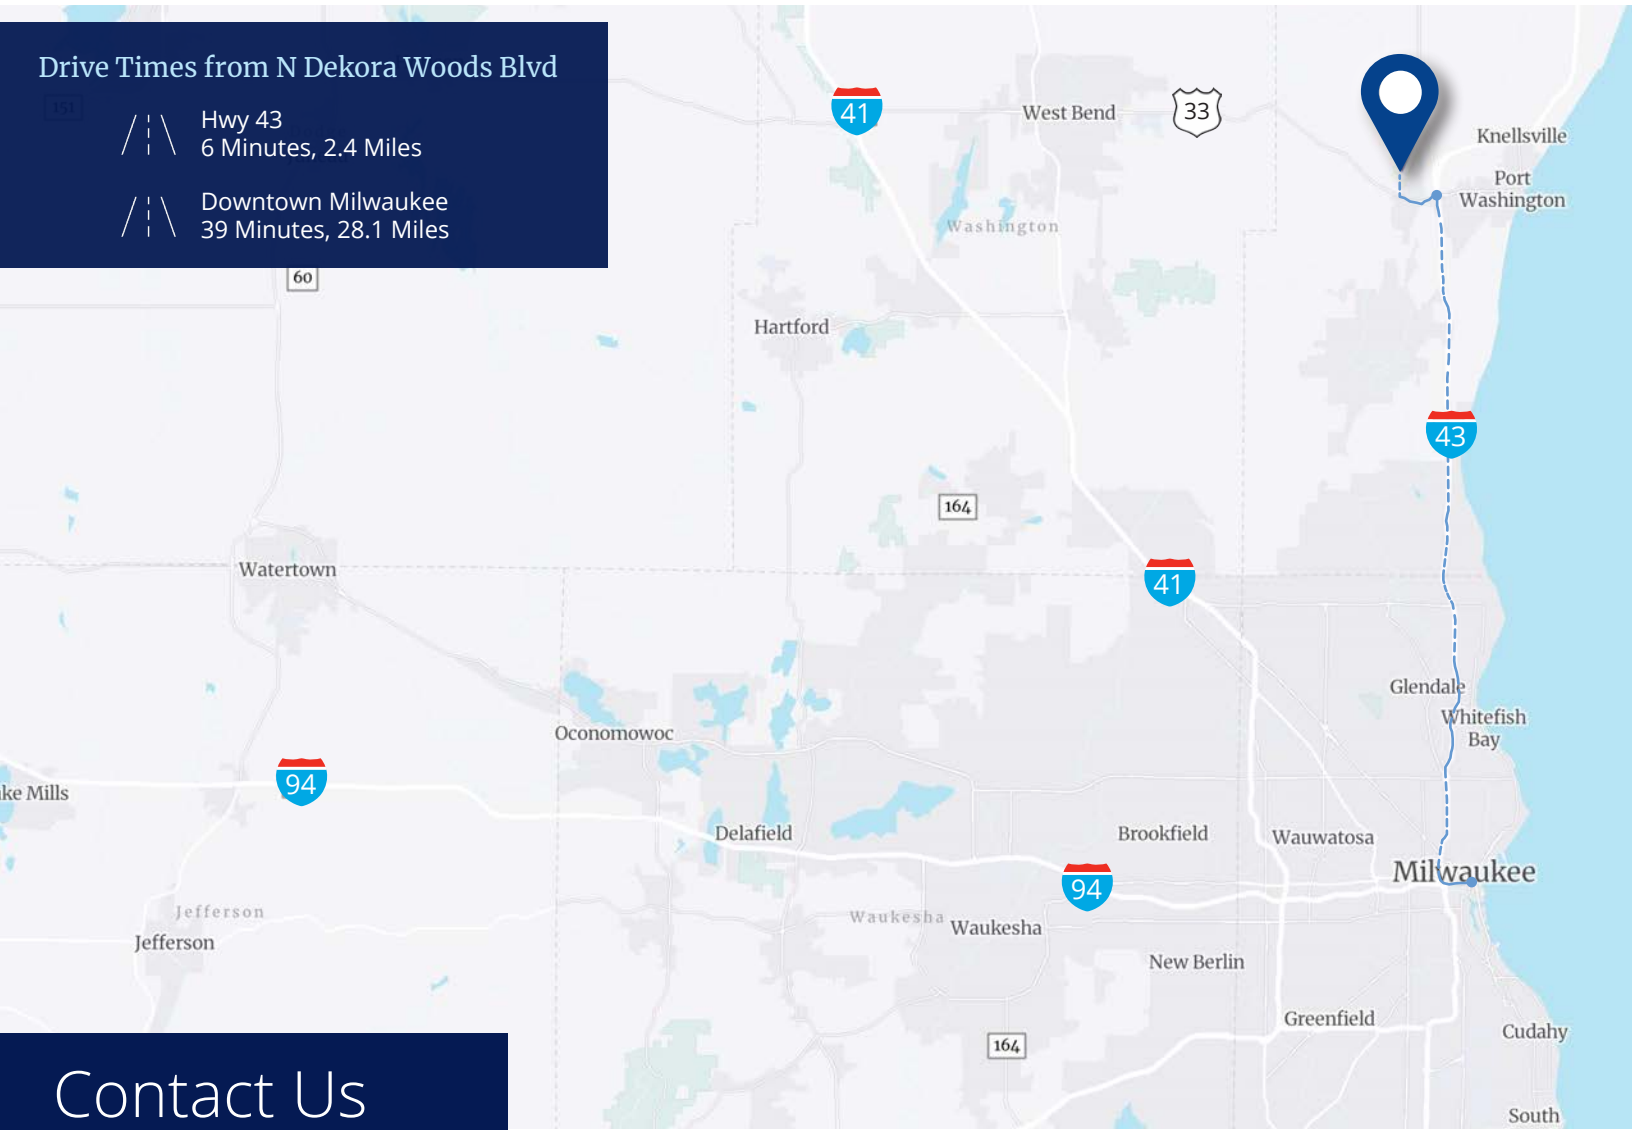 Drive Times from N Dekora Woods Blvd
151
Hwy 43
6 Minutes, 2.4 Miles
Downtown Milwaukee
39 Minutes, 28.1 Miles
60
41
West Bend
33
Knellsville
Port
Washington
Washington
Hartford
43
164
41
Watertown
Glendale
Whitefish
Bay
Oconomowoc
94
ke Mills
Delafield
Brookfield
Wauwatosa
Milwaukee
94
Jefferson
Waukesha
Waukesha
Jefferson
New Berlin
Greenfield
Cudahy
164
South
Contact Us